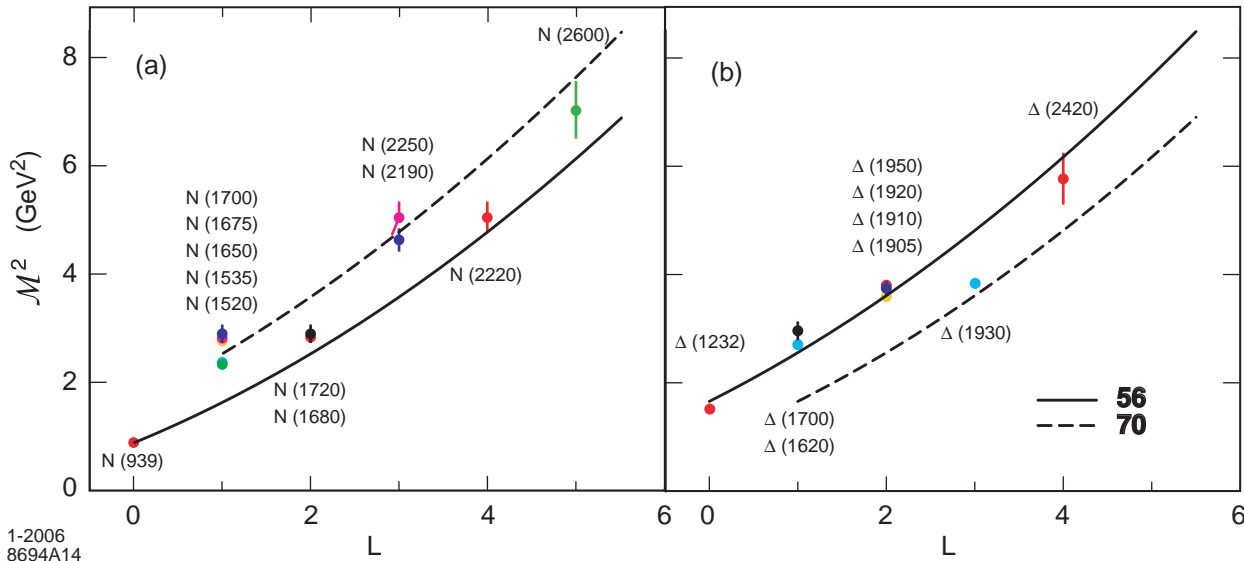 (a)
N (2600)
N (2250)
N (2190)
N (1700)
N (1675)
N (1650)
N (1535)
N (1520)
N (2220)
N (1720)
N (1680)
N (939)
8
6
4
2
0
ℳ² (GeV²)
0 2 4 6
L
(b)
Δ (2420)
Δ (1950)
Δ (1920)
Δ (1910)
Δ (1905)
Δ (1232)
Δ (1930)
Δ (1700)
Δ (1620)
56
70
0 2 4 6
L
1-2006
8694A14